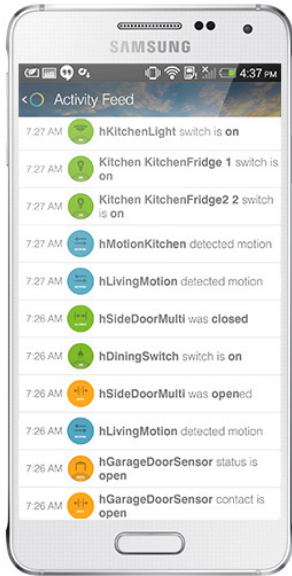 SAMSUNG
4:37 PM
< Activity Feed
7:27 AM hKitchenLight switch is on
7:27 AM Kitchen KitchenFridge 1 switch is
on
7:27 AM Kitchen KitchenFridge2 2 switch
is on
7:27 AM hMotionKitchen detected motion
7:27 AM hLivingMotion detected motion
7:26 AM hSideDoorMulti was closed
7:26 AM hDiningSwitch switch is on
7:26 AM hSideDoorMulti was opened
7:26 AM hLivingMotion detected motion
7:26 AM hGarageDoorSensor status is
open
7:26 AM hGarageDoorSensor contact is
open